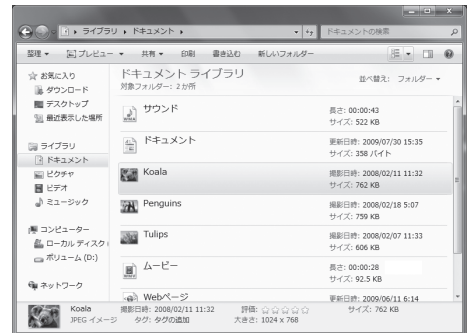 ライブラリ ▸ ドキュメント ▸
ドキュメントの検索
整理 プレビュー 共有 印刷 書き込む 新しいフォルダー
お気に入り
ダウンロード
デスクトップ
最近表示した場所
ライブラリ
ドキュメント
ピクチャ
ビデオ
ミュージック
コンピューター
ローカル ディスク
ボリューム (D:)
ネットワーク
ドキュメント ライブラリ
対象フォルダー: 2か所
並べ替え: フォルダー
サウンド
長さ: 00:00:43
サイズ: 522 KB
ドキュメント
更新日時: 2009/07/30 15:35
サイズ: 358 バイト
Koala
撮影日時: 2008/02/11 11:32
サイズ: 762 KB
Penguins
撮影日時: 2008/02/18 5:07
サイズ: 759 KB
Tulips
撮影日時: 2008/02/07 11:33
サイズ: 606 KB
ムービー
長さ: 00:00:28
サイズ: 92.5 KB
Webページ
更新日時: 2009/06/11 6:14
Koala 撮影日時: 2008/02/11 11:32 評価: ☆☆☆☆☆ サイズ: 762 KB
JPEG イメージ タグ: タグの追加 大きさ: 1024 x 768